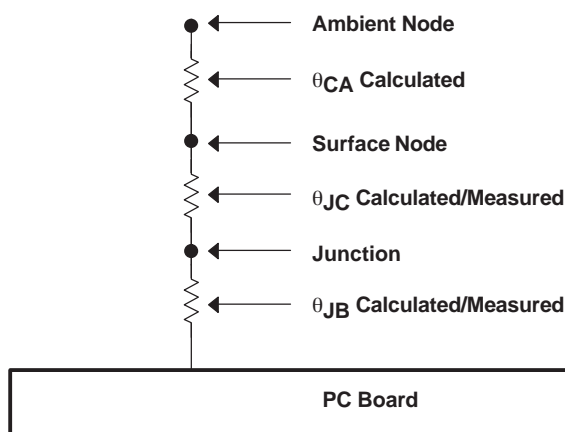 Ambient Node
θCA Calculated
Surface Node
θJC Calculated/Measured
Junction
θJB Calculated/Measured
PC Board